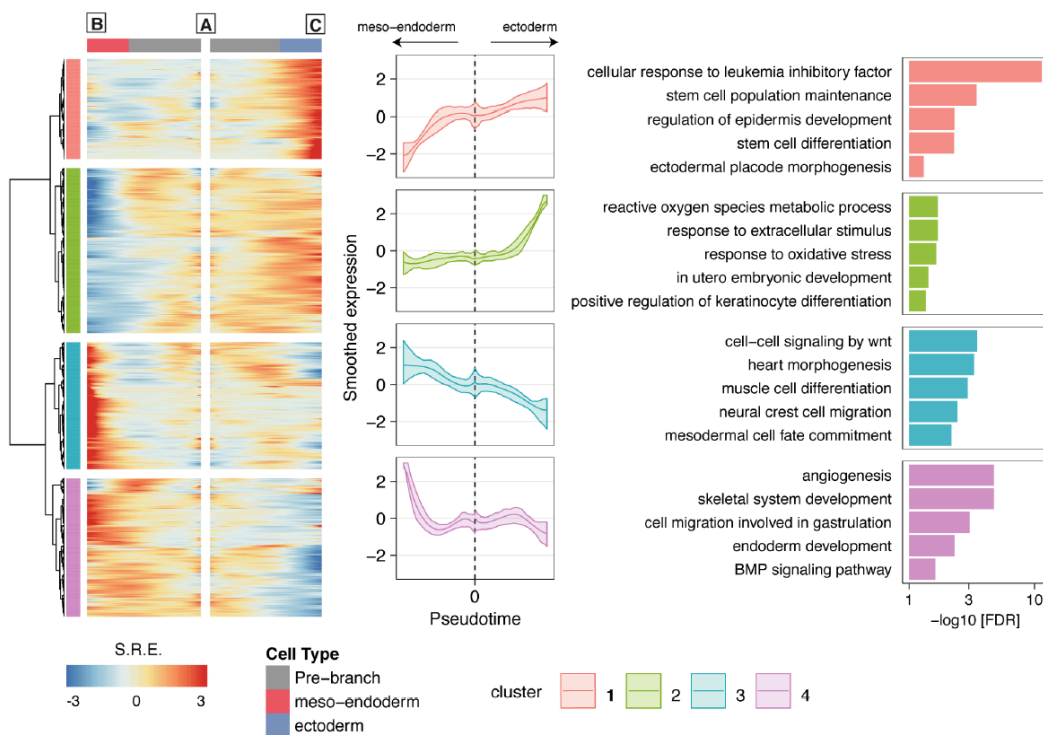 B
A
C
meso-endoderm
ectoderm
2
0
−2
2
0
−2
2
0
−2
2
0
−2
Smoothed expression
0
Pseudotime
cellular response to leukemia inhibitory factor
stem cell population maintenance
regulation of epidermis development
stem cell differentiation
ectodermal placode morphogenesis
reactive oxygen species metabolic process
response to extracellular stimulus
response to oxidative stress
in utero embryonic development
positive regulation of keratinocyte differentiation
cell−cell signaling by wnt
heart morphogenesis
muscle cell differentiation
neural crest cell migration
mesodermal cell fate commitment
angiogenesis
skeletal system development
cell migration involved in gastrulation
endoderm development
BMP signaling pathway
1 3 10
−log10 [FDR]
S.R.E.
-3 0 3
Cell Type
Pre−branch
meso−endoderm
ectoderm
cluster 1 2 3 4